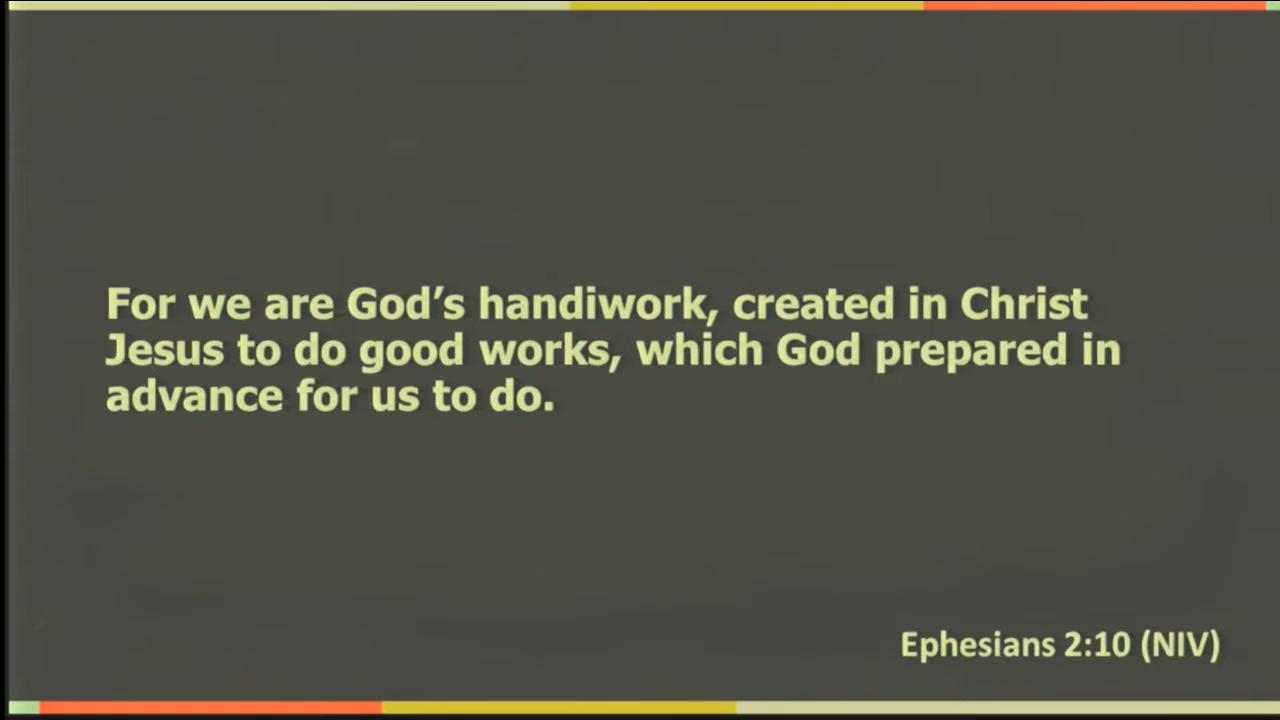 For we are God’s handiwork, created in Christ
Jesus to do good works, which God prepared in
advance for us to do.
Ephesians 2:10 (NIV)